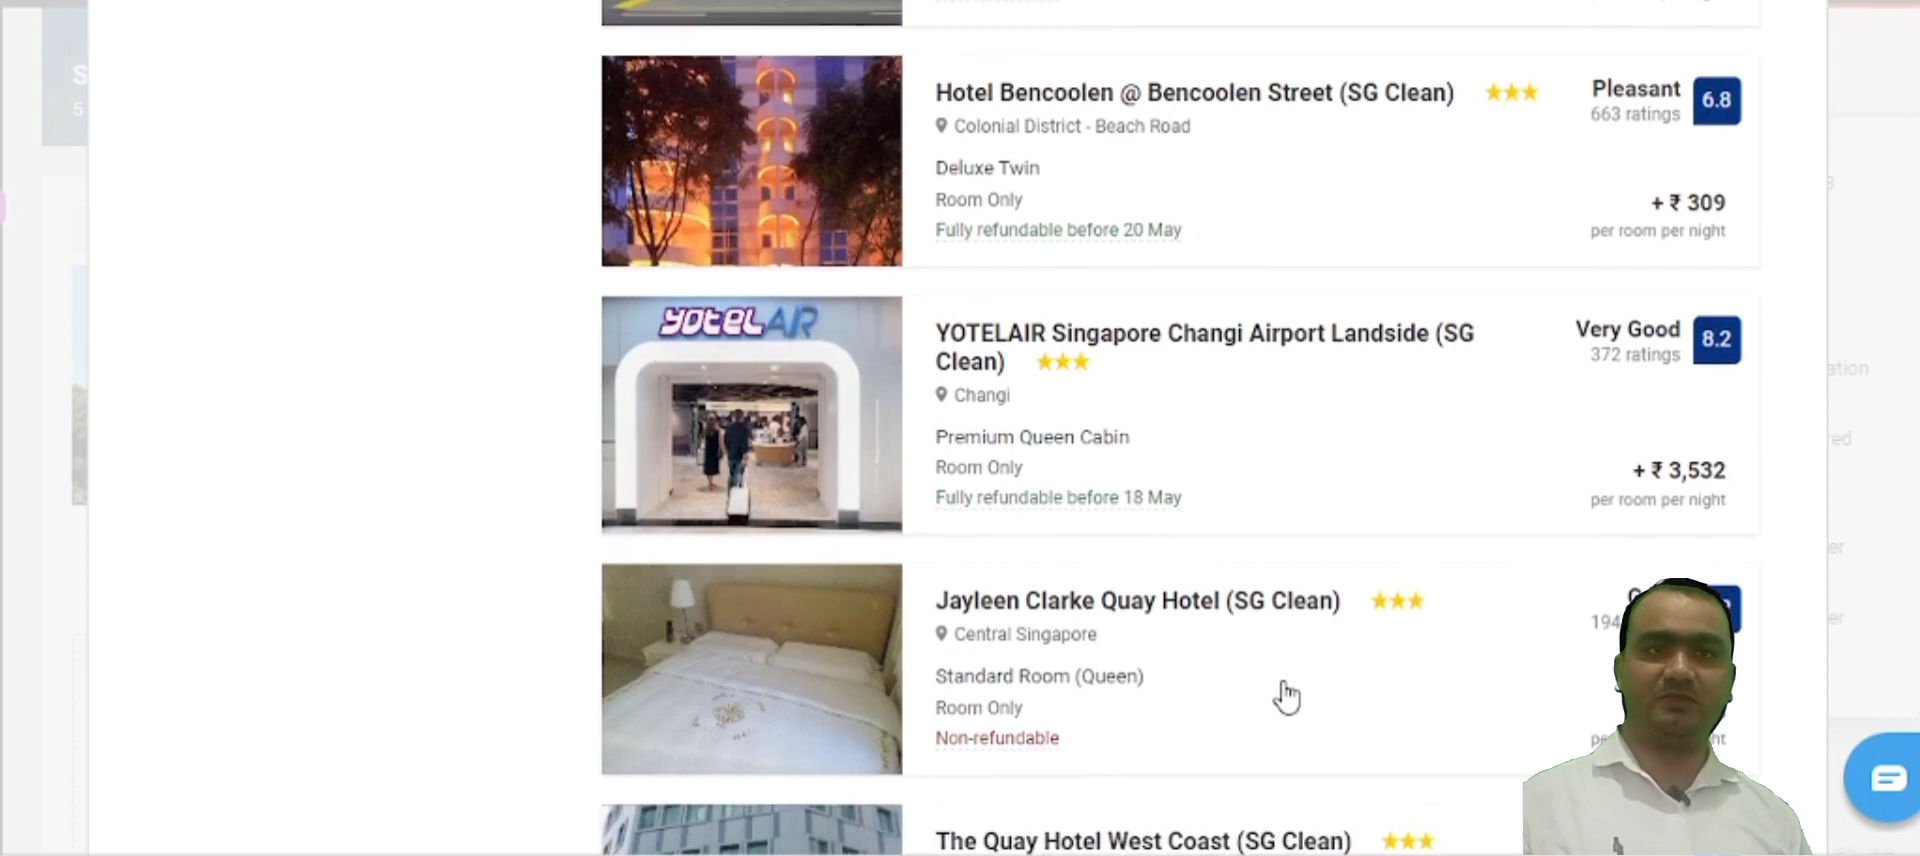 Hotel Bencoolen @ Bencoolen Street (SG Clean)
Pleasant
663 ratings
6.8
Colonial District - Beach Road
Deluxe Twin
Room Only
Fully refundable before 20 May
+ ₹ 309
per room per night
yotelAIR
YOTELAIR Singapore Changi Airport Landside (SG
Clean)
Very Good
372 ratings
8.2
Changi
Premium Queen Cabin
Room Only
Fully refundable before 18 May
+ ₹ 3,532
per room per night
Jayleen Clarke Quay Hotel (SG Clean)
194
Central Singapore
Standard Room (Queen)
Room Only
Non-refundable
The Quay Hotel West Coast (SG Clean)